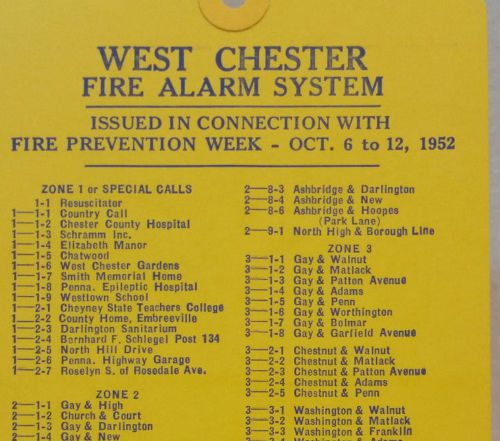 WEST CHESTER
FIRE ALARM SYSTEM
ISSUED IN CONNECTION WITH
FIRE PREVENTION WEEK - OCT. 6 to 12, 1952
ZONE 1 or SPECIAL CALLS
1-1 Resuscitator
1—1-1 Country Call
1—1-2 Chester County Hospital
1—1-3 Schramm Inc.
1—1-4 Elizabeth Manor
1—1-5 Chatwood
1—1-6 West Chester Gardens
1—1-7 Smith Memorial Home
1—1-8 Penna. Epileptic Hospital
1—1-9 Westtown School
1—2-1 Cheyney State Teachers College
1—2-2 County Home, Embreeville
1—2-3 Darlington Sanitarium
1—2-4 Bernhard F. Schlegel Post 134
1—2-5 North Hill Drive
1—2-6 Penna. Highway Garage
1—2-7 Roselyn S. of Rosedale Ave.
ZONE 2
2—1-1 Gay & High
2—1-2 Church & Court
2—1-3 Gay & Darlington
2—1-4 Gay & New
2—8-3 Ashbridge & Darlington
2—8-4 Ashbridge & New
2—8-6 Ashbridge & Hoopes
(Park Lane)
2—9-1 North High & Borough Line
ZONE 3
3—1-1 Gay & Walnut
3—1-2 Gay & Matlack
3—1-3 Gay & Patton Avenue
3—1-4 Gay & Adams
3—1-5 Gay & Penn
3—1-6 Gay & Worthington
3—1-7 Gay & Bolmar
3—1-8 Gay & Garfield Avenue
3—2-1 Chestnut & Walnut
3—2-2 Chestnut & Matlack
3—2-3 Chestnut & Patton Avenue
3—2-4 Chestnut & Adams
3—2-5 Chestnut & Penn
3—3-1 Washington & Walnut
3—3-2 Washington & Matlack
3—3-3 Washington & Franklin
3—3-4 Washington & Adams